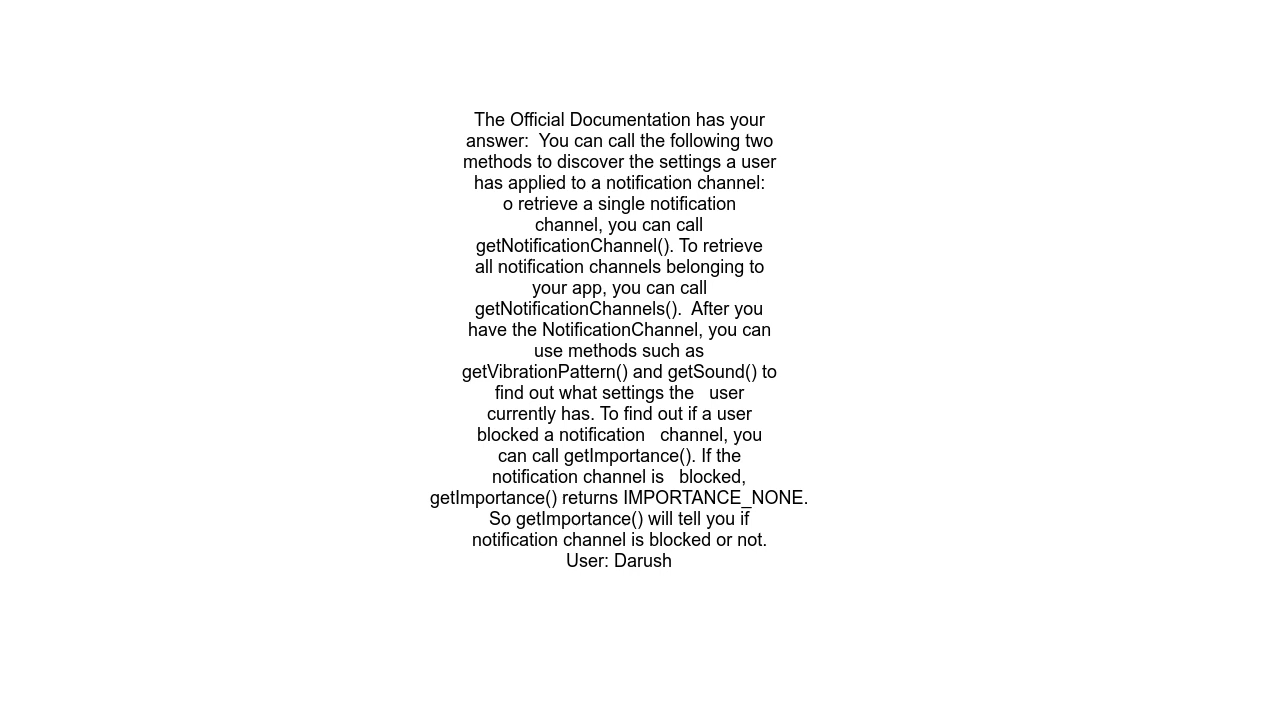 The Official Documentation has your
answer:  You can call the following two
methods to discover the settings a user
has applied to a notification channel:
o retrieve a single notification
channel, you can call
getNotificationChannel(). To retrieve
all notification channels belonging to
your app, you can call
getNotificationChannels().  After you
have the NotificationChannel, you can
use methods such as
getVibrationPattern() and getSound() to
find out what settings the   user
currently has. To find out if a user
blocked a notification   channel, you
can call getImportance(). If the
notification channel is   blocked,
getImportance() returns IMPORTANCE_NONE.
So getImportance() will tell you if
notification channel is blocked or not.
User: Darush